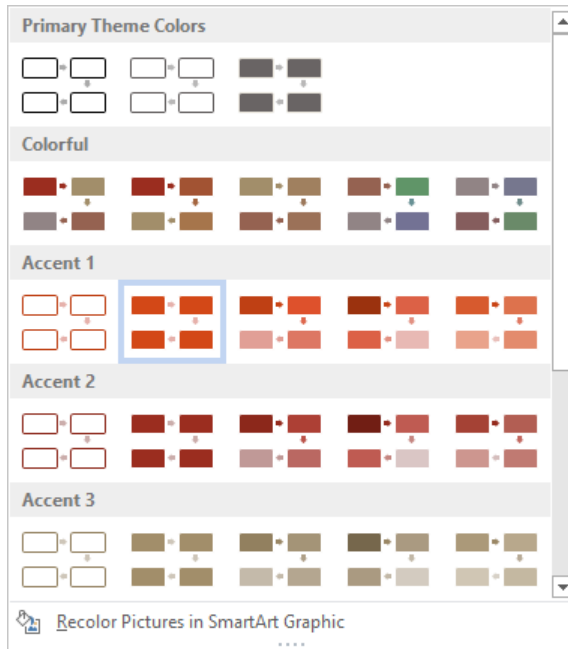 Primary Theme Colors
Colorful
Accent 1
Accent 2
Accent 3
Recolor Pictures in SmartArt Graphic